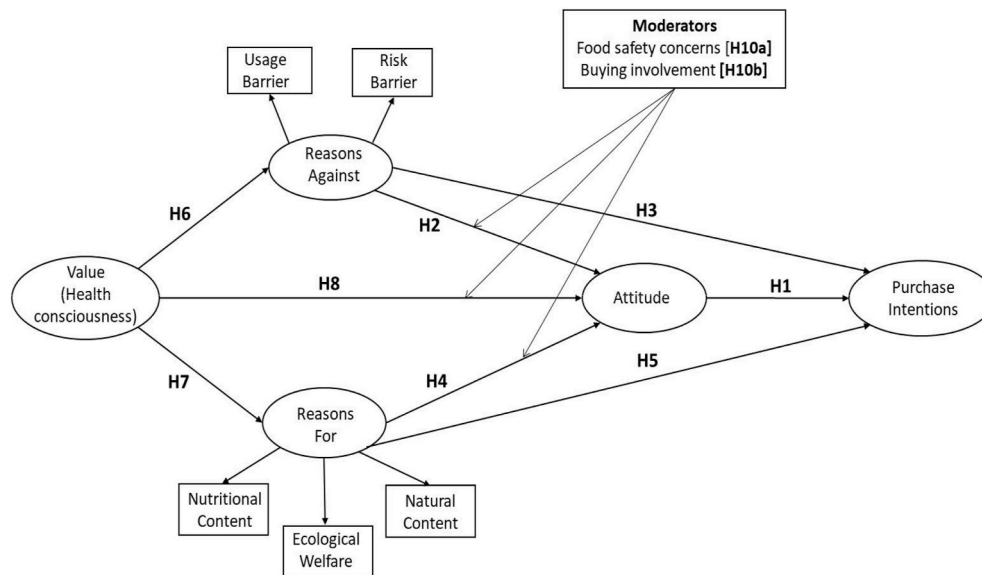 Moderators
Food safety concerns [H10a]
Buying involvement [H10b]
Usage
Barrier
Risk
Barrier
Reasons
Against
H6
H2
H3
Value
(Health
consciousness)
H8
Attitude
H1
Purchase
Intentions
H7
H4
H5
Reasons
For
Nutritional
Content
Ecological
Welfare
Natural
Content